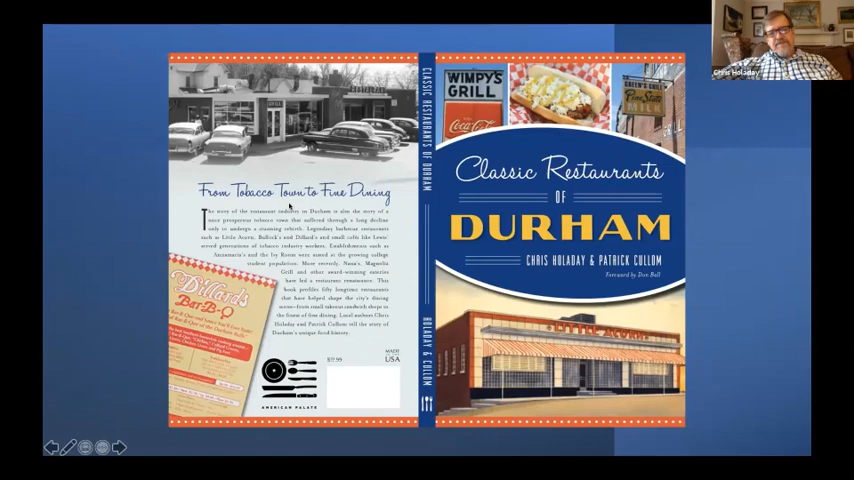 Chris Holaday
From Tobacco Town to Fine Dining
The story of the restaurant industry in Durham is also the story of a
once prosperous tobacco town that suffered through a long decline
only to undergo a stunning rebirth. Legendary barbecue restaurants
such as Little Acorn, Bullock's and Dillard's and small cafés like Lewis'
served generations of tobacco industry workers. Establishments such as
Annamaria's and the Ivy Room were aimed at the growing college
student population. More recently, Nana's, Magnolia
Grill and other award-winning eateries
have led a restaurant renaissance. This
book profiles fifty longtime restaurants
that have helped shape the city's dining
scene—from small takeout sandwich shops to
the finest of fine dining. Local authors Chris
Holaday and Patrick Cullom tell the story of
Durham's unique food history.
Dillard's
Bar-B-Q
AMERICAN PALATE
$21.99
MADE
USA
CLASSIC RESTAURANTS OF DURHAM
HOLADAY & CULLOM
WIMPY'S
GRILL
Coca-Cola
GRILL
Classic Restaurants
OF
DURHAM
CHRIS HOLADAY & PATRICK CULLOM
Foreword by Don Ball
LITTLE ACORN